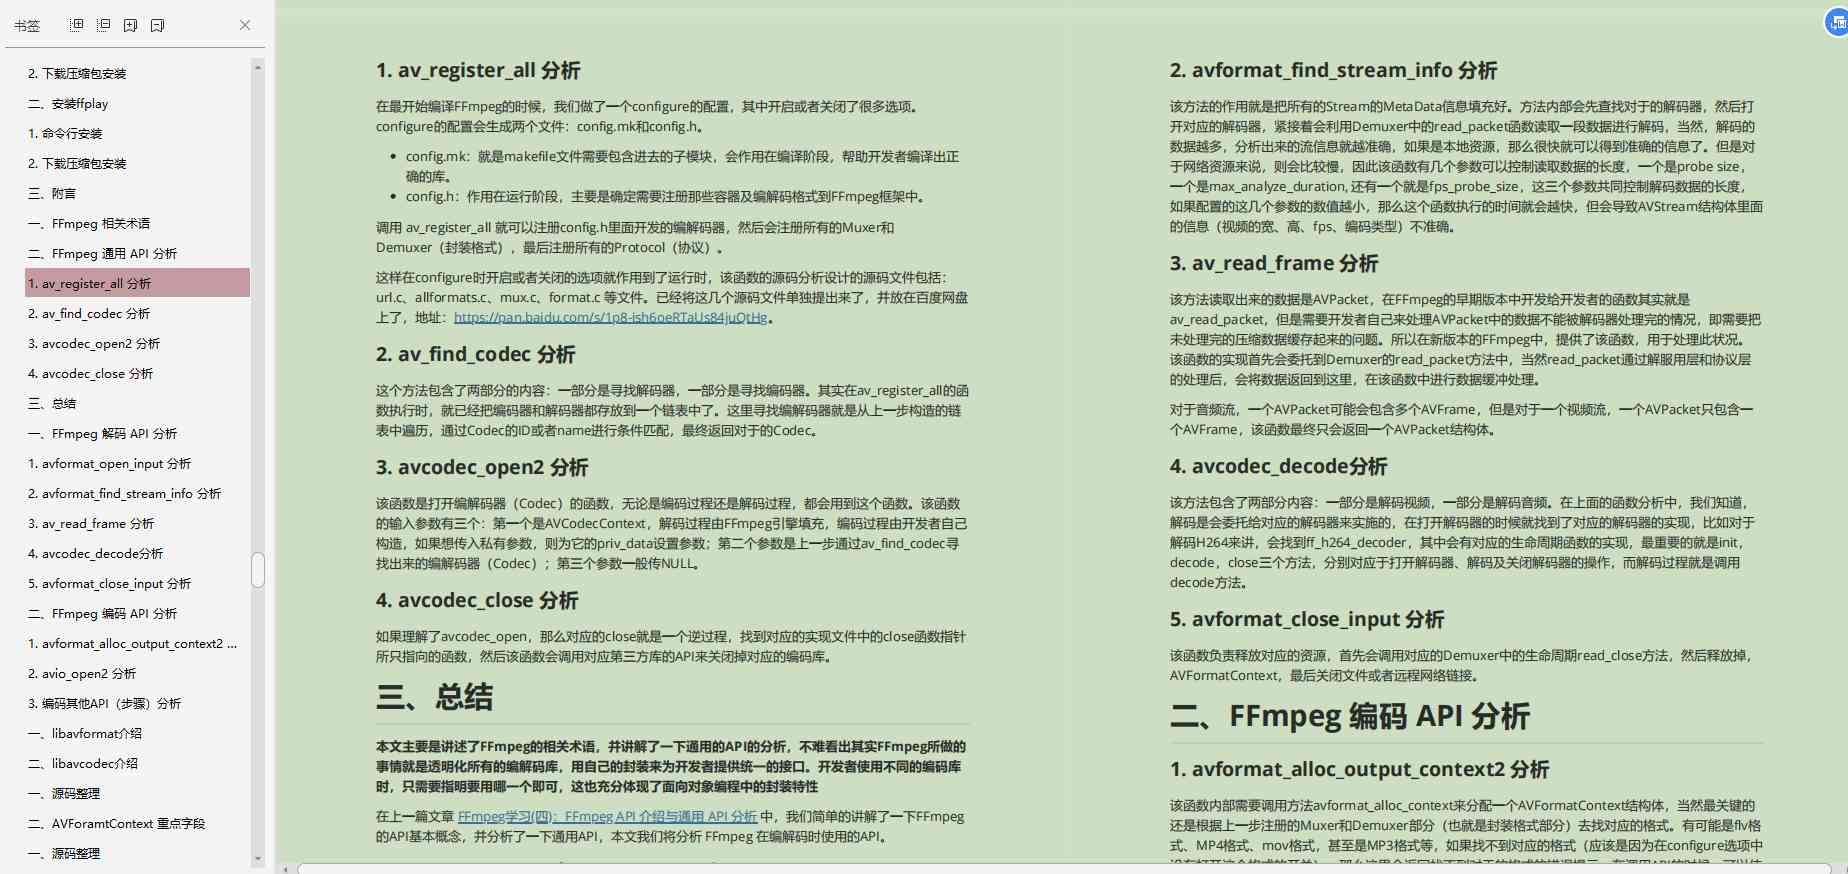 书签
2. 下载压缩包安装
二、安装ffplay
1. 命令行安装
2. 下载压缩包安装
三、附言
一、FFmpeg 相关术语
二、FFmpeg 通用 API 分析
1. av_register_all 分析
2. av_find_codec 分析
3. avcodec_open2 分析
4. avcodec_close 分析
三、总结
一、FFmpeg 解码 API 分析
1. avformat_open_input 分析
2. avformat_find_stream_info 分析
3. av_read_frame 分析
4. avcodec_decode分析
5. avformat_close_input 分析
二、FFmpeg 编码 API 分析
1. avformat_alloc_output_context2 ...
2. avio_open2 分析
3. 编码其他API（步骤）分析
一、libavformat介绍
二、libavcodec介绍
一、源码整理
二、AVForamtContext 重点字段
一、源码整理
1. av_register_all 分析
在最开始编译FFmpeg的时候，我们做了一个configure的配置，其中开启或者关闭了很多选项。
configure的配置会生成两个文件：config.mk和config.h。
• config.mk：就是makefile文件需要包含进去的子模块，会作用在编译阶段，帮助开发者编译出正
确的库。
• config.h：作用在运行阶段，主要是确定需要注册那些容器及编解码格式到FFmpeg框架中。
调用 av_register_all 就可以注册config.h里面开发的编解码器，然后会注册所有的Muxer和
Demuxer（封装格式），最后注册所有的Protocol（协议）。
这样在configure时开启或者关闭的选项就作用到了运行时，该函数的源码分析设计的源码文件包括：
url.c、allformats.c、mux.c、format.c 等文件。已经将这几个源码文件单独提出来了，并放在百度网盘
上了，地址：https://pan.baidu.com/s/1p8-ish6oeRTaUs84juQtHg。
2. av_find_codec 分析
这个方法包含了两部分的内容：一部分是寻找解码器，一部分是寻找编码器。其实在av_register_all的函
数执行时，就已经把编码器和解码器都存放到一个链表中了。这里寻找编解码器就是从上一步构造的链
表中遍历，通过Codec的ID或者name进行条件匹配，最终返回对于的Codec。
3. avcodec_open2 分析
该函数是打开编解码器（Codec）的函数，无论是编码过程还是解码过程，都会用到这个函数。该函数
的输入参数有三个：第一个是AVCodecContext，解码过程由FFmpeg引擎填充，编码过程由开发者自己
构造，如果想传入私有参数，则为它的priv_data设置参数；第二个参数是上一步通过av_find_codec寻
找出来的编解码器（Codec）；第三个参数一般传NULL。
4. avcodec_close 分析
如果理解了avcodec_open，那么对应的close就是一个逆过程，找到对应的实现文件中的close函数指针
所只指向的函数，然后该函数会调用对应第三方库的API来关闭掉对应的编码库。
三、总结
本文主要是讲述了FFmpeg的相关术语，并讲解了一下通用的API的分析，不难看出其实FFmpeg所做的
事情就是透明化所有的编解码库，用自己的封装来为开发者提供统一的接口。开发者使用不同的编码库
时，只需要指明要用哪一个即可，这也充分体现了面向对象编程中的封装特性
在上一篇文章 FFmpeg学习(四)：FFmpeg API 介绍与通用 API 分析 中，我们简单的讲解了一下FFmpeg
的API基本概念，并分析了一下通用API，本文我们将分析 FFmpeg 在编解码时使用的API。
2. avformat_find_stream_info 分析
该方法的作用就是把所有的Stream的MetaData信息填充好。方法内部会先查找对于的解码器，然后打
开对应的解码器，紧接着会利用Demuxer中的read_packet函数读取一段数据进行解码，当然，解码的
数据越多，分析出来的流信息就越准确，如果是本地资源，那么很快就可以得到准确的信息了。但是对
于网络资源来说，则会比较慢，因此该函数有几个参数可以控制读取数据的长度，一个是probe size，
一个是max_analyze_duration, 还有一个就是fps_probe_size，这三个参数共同控制解码数据的长度，
如果配置的这几个参数的数值越小，那么这个函数执行的时间就会越快，但会导致AVStream结构体里面
的信息（视频的宽、高、fps、编码类型）不准确。
3. av_read_frame 分析
该方法读取出来的数据是AVPacket，在FFmpeg的早期版本中开发给开发者的函数其实就是
av_read_packet，但是需要开发者自己来处理AVPacket中的数据不能被解码器处理完的情况，即需要把
未处理完的压缩数据缓存起来的问题。所以在新版本的FFmpeg中，提供了该函数，用于处理此状况。
该函数的实现首先会委托到Demuxer的read_packet方法中，当然read_packet通过解服用层和协议层
的处理后，会将数据返回到这里，在该函数中进行数据缓冲处理。
对于音频流，一个AVPacket可能会包含多个AVFrame，但是对于一个视频流，一个AVPacket只包含一
个AVFrame，该函数最终只会返回一个AVPacket结构体。
4. avcodec_decode分析
该方法包含了两部分内容：一部分是解码视频，一部分是解码音频。在上面的函数分析中，我们知道，
解码是会委托给对应的解码器来实施的，在打开解码器的时候就找到了对应的解码器的实现，比如对于
解码H264来讲，会找到ff_h264_decoder，其中会有对应的生命周期函数的实现，最重要的就是init，
decode，close三个方法，分别对应于打开解码器、解码及关闭解码器的操作，而解码过程就是调用
decode方法。
5. avformat_close_input 分析
该函数负责释放对应的资源，首先会调用对应的Demuxer中的生命周期read_close方法，然后释放掉，
AVFormatContext，最后关闭文件或者远程网络链接。
二、FFmpeg 编码 API 分析
1. avformat_alloc_output_context2 分析
该函数内部需要调用方法avformat_alloc_context来分配一个AVFormatContext结构体，当然最关键的
还是根据上一步注册的Muxer和Demuxer部分（也就是封装格式部分）去找对应的格式。有可能是flv格
式、MP4格式、mov格式，甚至是MP3格式等，如果找不到对应的格式（应该是因为在configure选项中